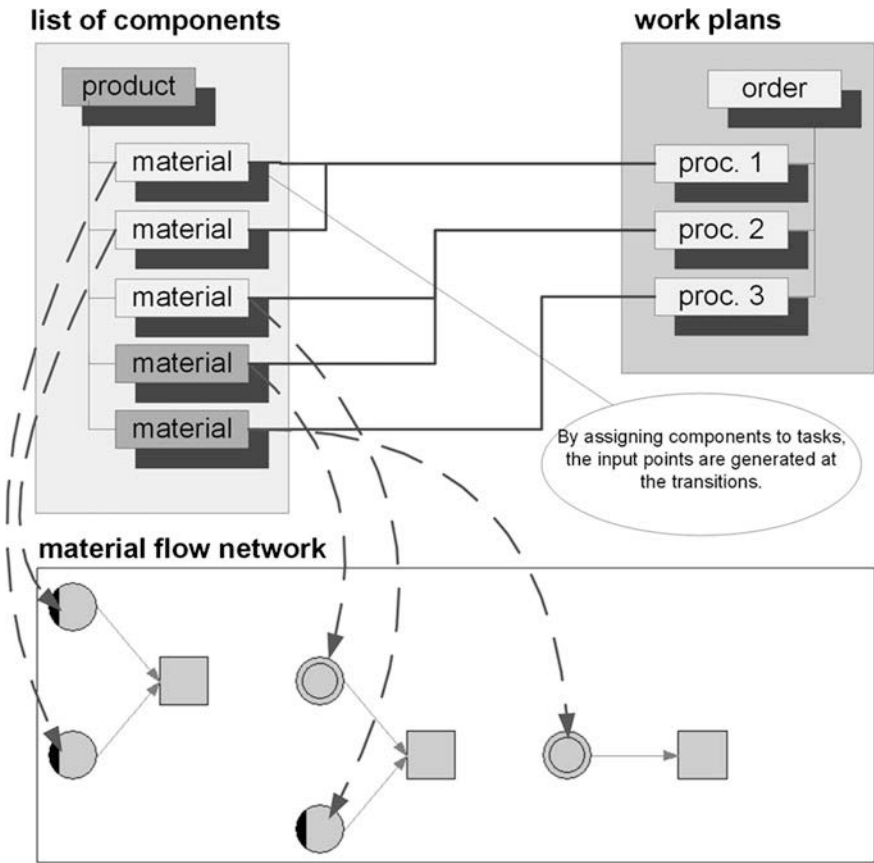 list of components
work plans
product
order
material
proc. 1
material
proc. 2
material
proc. 3
material
material
By assigning components to tasks,
the input points are generated at
the transitions.
material flow network